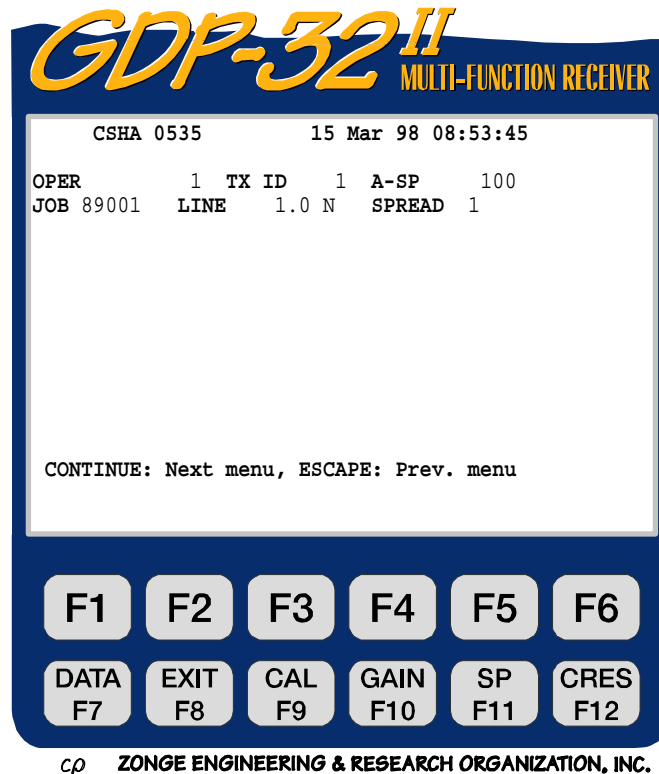 GDP-32 II
MULTI-FUNCTION RECEIVER
CSHA 0535 15 Mar 98 08:53:45
OPER 1 TX ID 1 A-SP 100
JOB 89001 LINE 1.0 N SPREAD 1
CONTINUE: Next menu, ESCAPE: Prev. menu
F1 F2 F3 F4 F5 F6
DATA EXIT CAL GAIN SP CRES
F7 F8 F9 F10 F11 F12
ZONGE ENGINEERING & RESEARCH ORGANIZATION, INC.